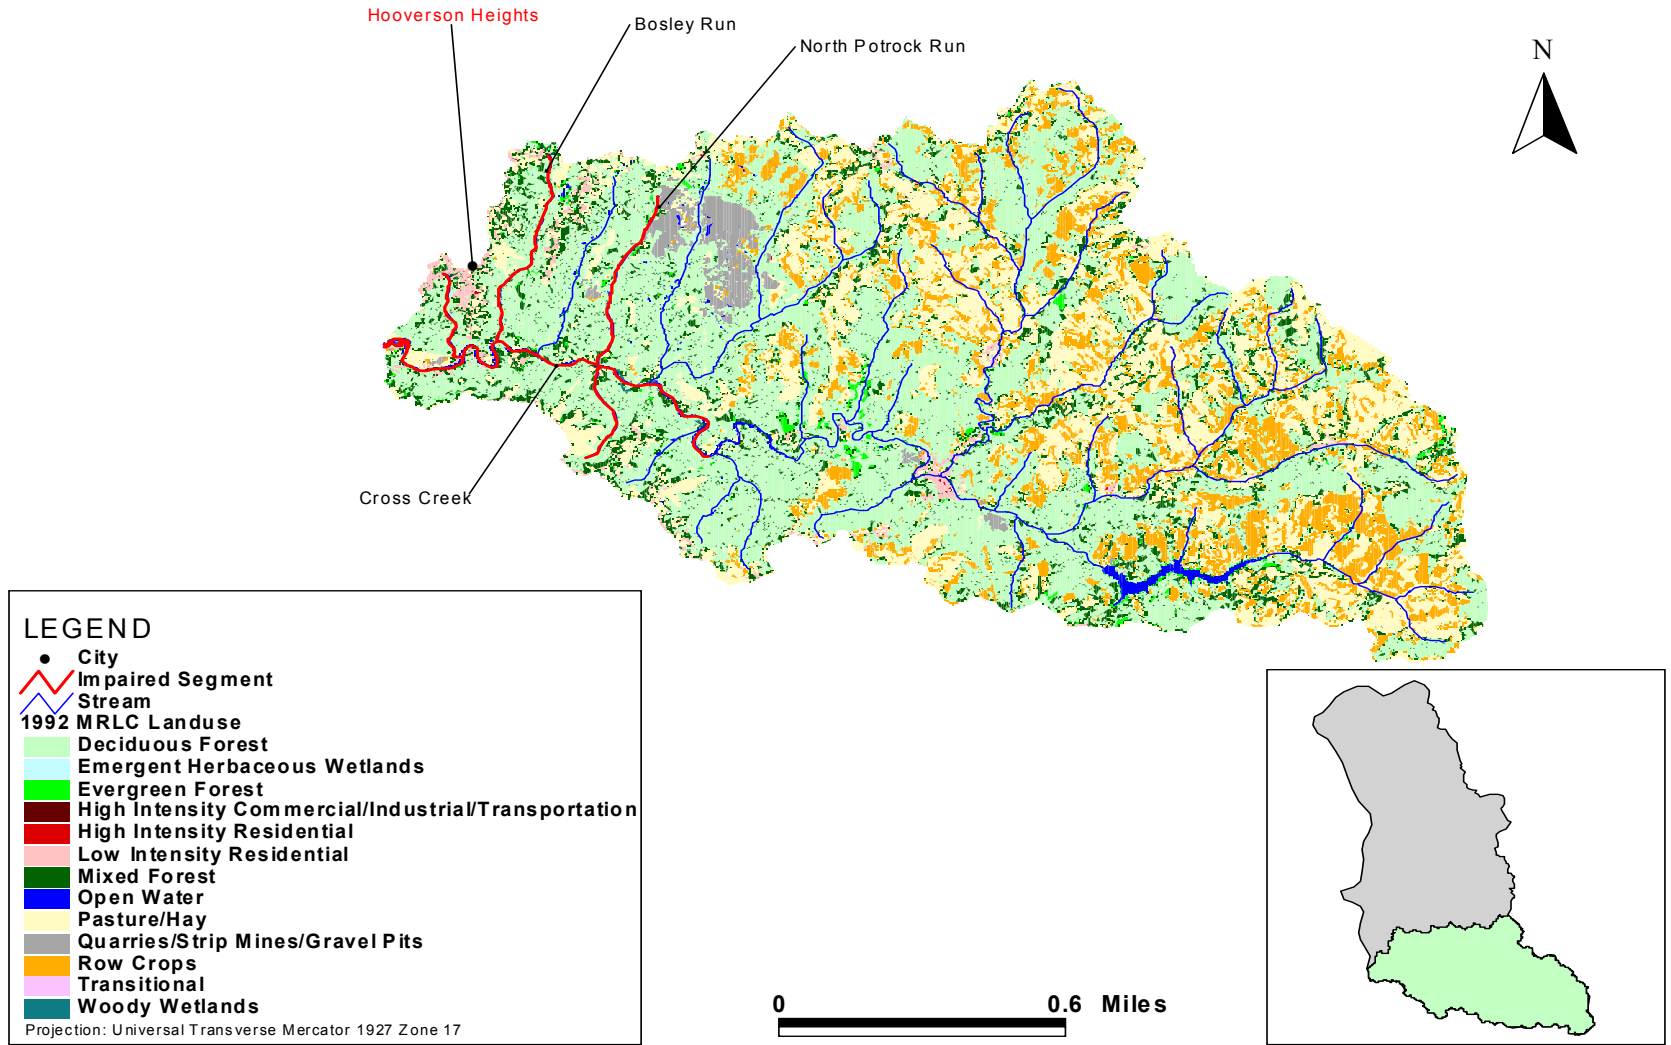 Hooverson Heights
Bosley Run
North Potrock Run
N
Cross Creek
LEGEND
City
Impaired Segment
Stream
1992 MRLC Landuse
Deciduous Forest
Emergent Herbaceous Wetlands
Evergreen Forest
High Intensity Commercial/Industrial/Transportation
High Intensity Residential
Low Intensity Residential
Mixed Forest
Open Water
Pasture/Hay
Quarries/Strip Mines/Gravel Pits
Row Crops
Transitional
Woody Wetlands
Projection: Universal Transverse Mercator 1927 Zone 17
0 0.6 Miles